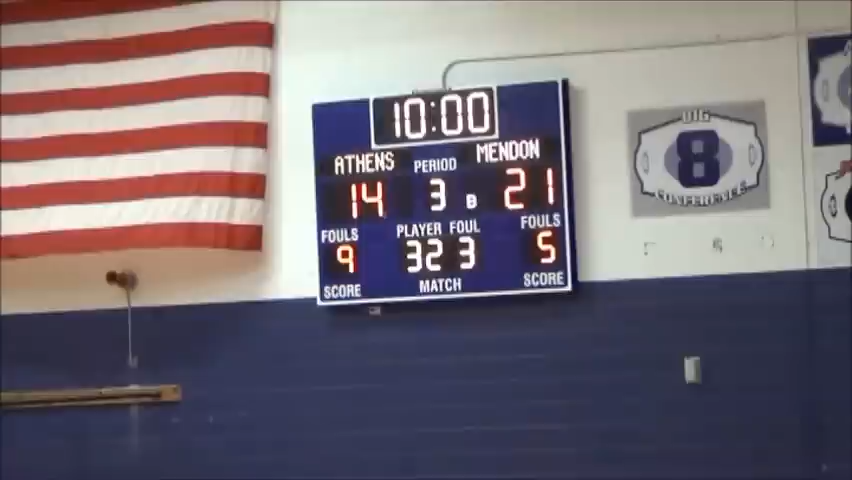 10:00
ATHENS PERIOD MENDON
14 3 B 21
FOULS PLAYER FOUL FOULS
9 32 3 5
SCORE MATCH SCORE
BIG
8
CONFERENCE